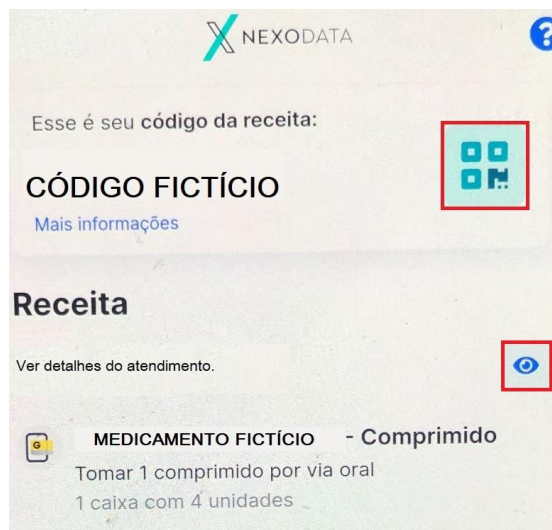 NEXODATA
?
Esse é seu código da receita:
CÓDIGO FICTÍCIO
Mais informações
Receita
Ver detalhes do atendimento.
G
MEDICAMENTO FICTÍCIO - Comprimido
Tomar 1 comprimido por via oral
1 caixa com 4 unidades